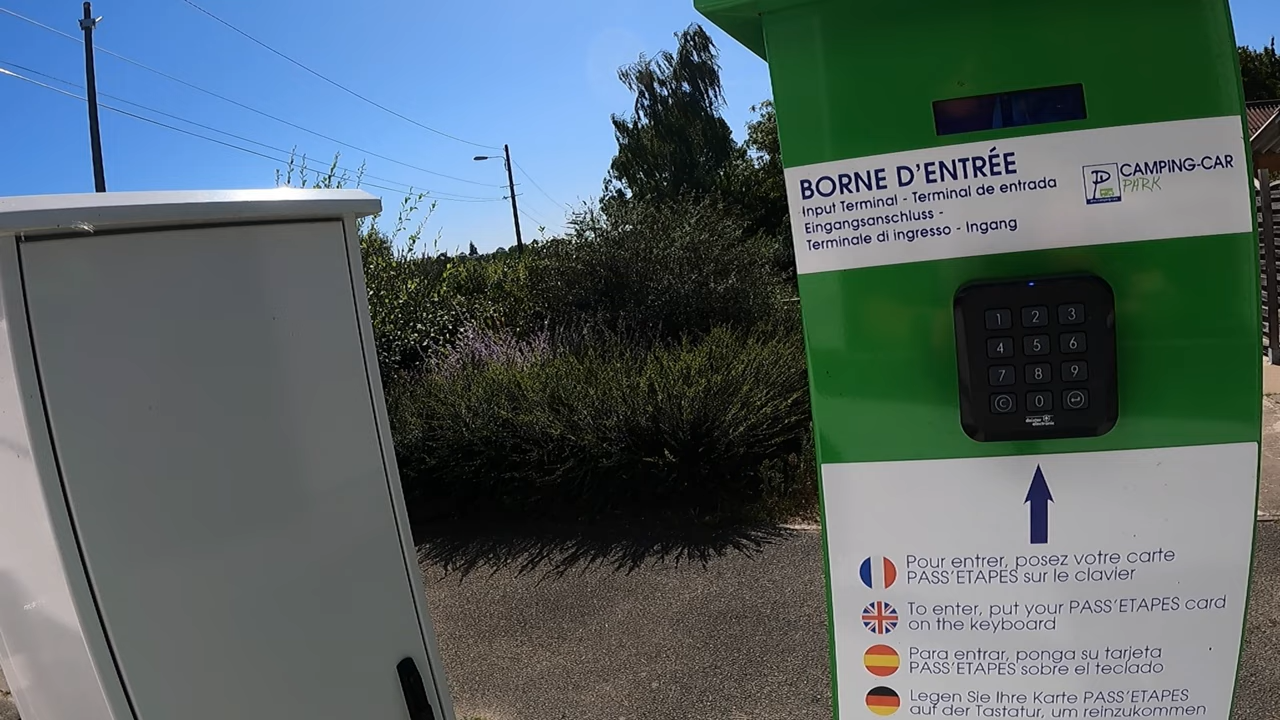 BORNE D'ENTRÉE
Input Terminal - Terminal de entrada
Eingangsanschluss -
Terminale di ingresso - Ingang
CAMPING-CAR
PARK
1 2 3
4 5 6
7 8 9
C 0
Pour entrer, posez votre carte
PASS'ETAPES sur le clavier
To enter, put your PASS'ETAPES card
on the keyboard
Para entrar, ponga su tarjeta
PASS'ETAPES sobre el teclado
Legen Sie Ihre Karte PASS'ETAPES
auf der Tastatur, um reinzukommen